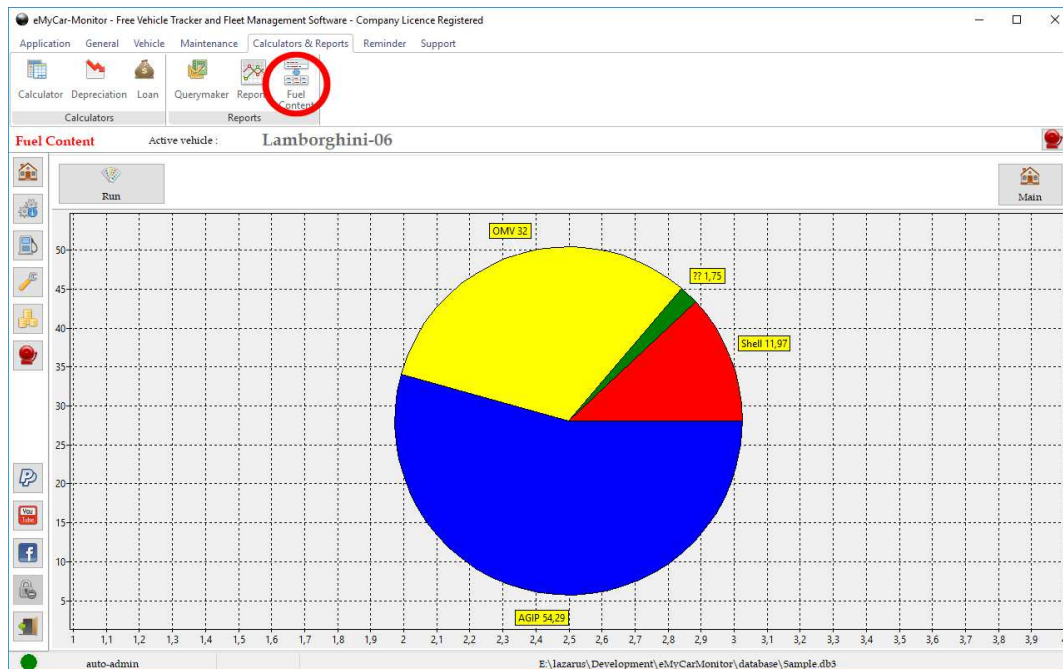 eMyCar-Monitor - Free Vehicle Tracker and Fleet Management Software - Company Licence Registered
Application General Vehicle Maintenance Calculators & Reports Reminder Support
Calculator Depreciation Loan Querymaker Report Fuel Content
Calculators Reports
Fuel Content Active vehicle : Lamborghini-06
Run Main
OMV 32
?? 1,75
Shell 11,97
AGIP 54,29
50
45
40
35
30
25
20
15
10
5
1 1,1 1,2 1,3 1,4 1,5 1,6 1,7 1,8 1,9 2 2,1 2,2 2,3 2,4 2,5 2,6 2,7 2,8 2,9 3 3,1 3,2 3,3 3,4 3,5 3,6 3,7 3,8 3,9
You
Tube
auto-admin E:\lazarus\Development\eMyCarMonitor\database\Sample.db3